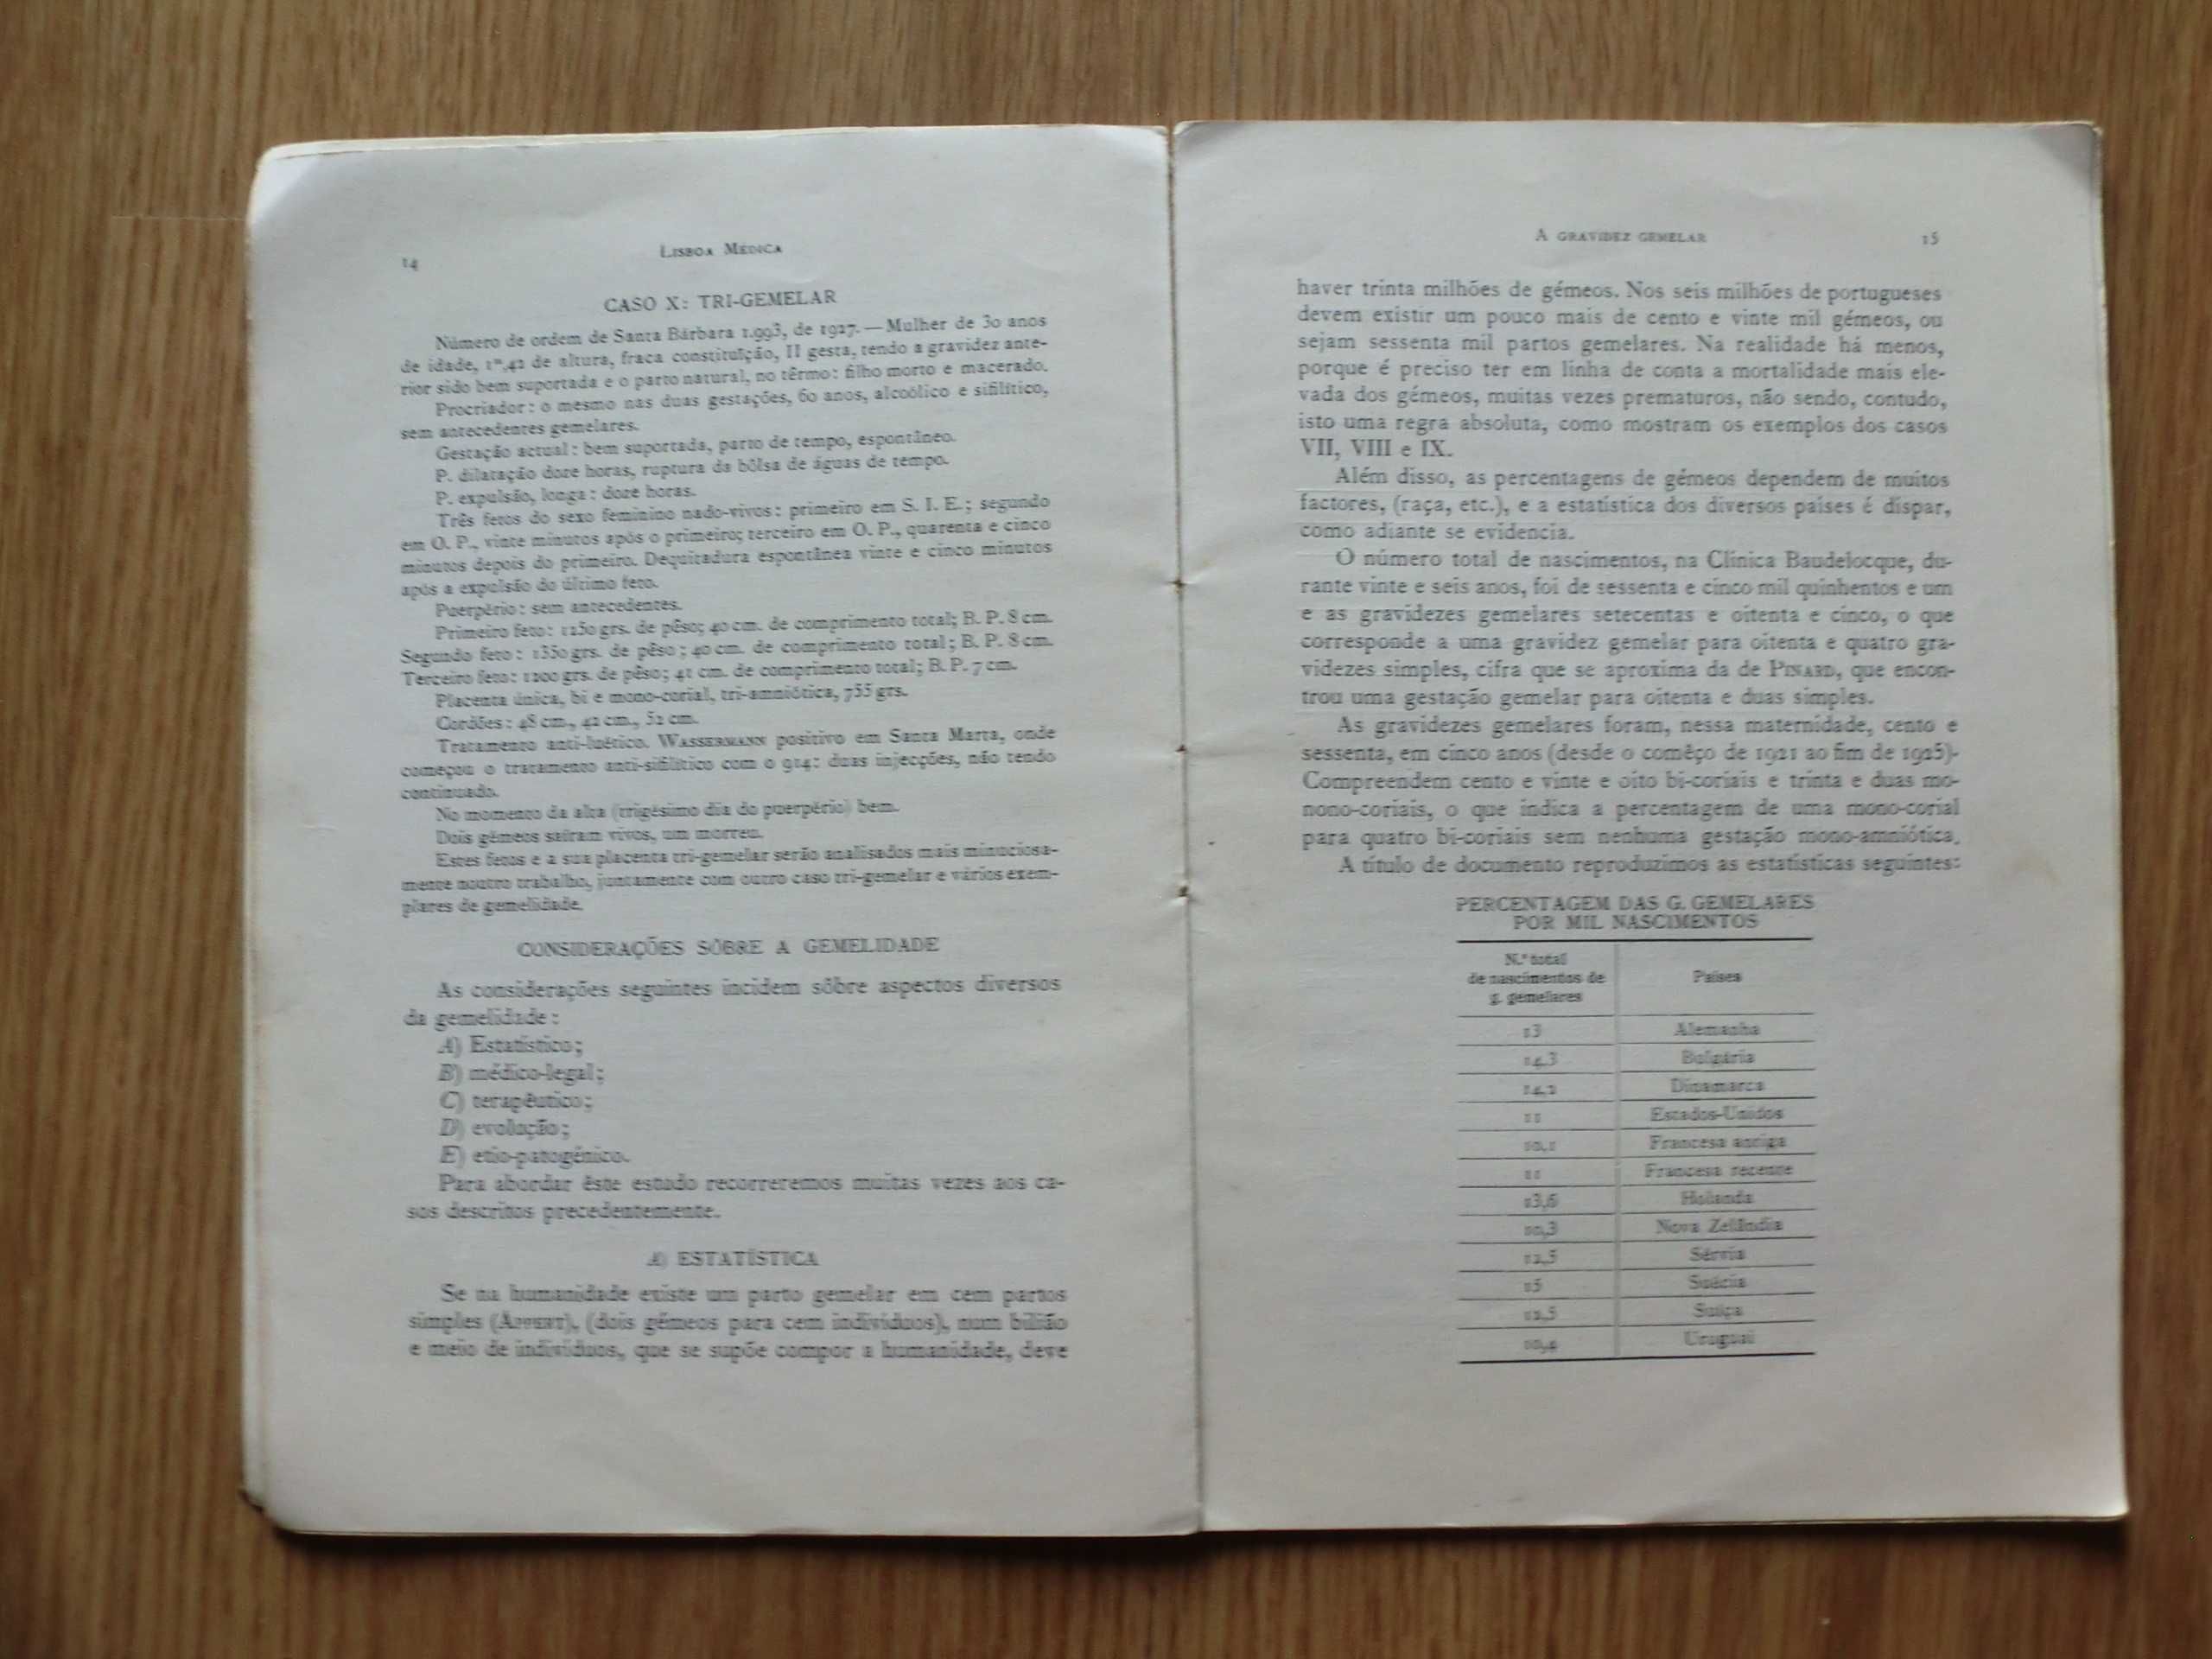 14
LISBOA MÉDICA
CASO X: TRI-GEMELAR
Número de ordem de Santa Bárbara 1.993, de 1927. — Mulher de 30 anos
de idade, 1ᵐ,42 de altura, fraca constituïção, II gesta, tendo a gravidez ante-
rior sido bem suportada e o parto natural, no têrmo: filho morto e macerado.
Procriador: o mesmo nas duas gestações, 60 anos, alcoólico e sifilítico,
sem antecedentes gemelares.
Gestação actual: bem suportada, parto de tempo, espontâneo.
P. dilatação doze horas, ruptura da bôlsa de águas de tempo.
P. expulsão, longa: doze horas.
Três fetos do sexo feminino nado-vivos: primeiro em S. I. E.; segundo
em O. P., vinte minutos após o primeiro; terceiro em O. P., quarenta e cinco
minutos depois do primeiro. Dequitadura espontânea vinte e cinco minutos
após a expulsão do último feto.
Puerpério: sem antecedentes.
Primeiro feto: 1250 grs. de pêso; 40 cm. de comprimento total; B. P. 8 cm.
Segundo feto: 1350 grs. de pêso; 40 cm. de comprimento total; B. P. 8 cm.
Terceiro feto: 1200 grs. de pêso; 41 cm. de comprimento total; B. P. 7 cm.
Placenta única, bi e mono-corial, tri-amniótica, 755 grs.
Cordões: 48 cm., 42 cm., 52 cm.
Tratamento anti-luético. WASSERMANN positivo em Santa Marta, onde
começou o tratamento anti-sifilítico com o 914: duas injecções, não tendo
continuado.
No momento da alta (trigésimo dia do puerpério) bem.
Dois gémeos saíram vivos, um morreu.
Estes fetos e a sua placenta tri-gemelar serão analisados mais minuciosa-
mente noutro trabalho, juntamente com outro caso tri-gemelar e vários exem-
plares de gemelidade.
CONSIDERAÇÕES SÔBRE A GEMELIDADE
As considerações seguintes incidem sôbre aspectos diversos
da gemelidade:
A) Estatístico;
B) médico-legal;
C) terapêutico;
D) evolução;
E) etio-patogénico.
Para abordar êste estudo recorreremos muitas vezes aos ca-
sos descritos precedentemente.
A) ESTATÍSTICA
Se na humanidade existe um parto gemelar em cem partos
simples (APPERT), (dois gémeos para cem indivíduos), num bilião
e meio de indivíduos, que se supõe compor a humanidade, deve
A GRAVIDEZ GEMELAR
15
haver trinta milhões de gémeos. Nos seis milhões de portugueses
devem existir um pouco mais de cento e vinte mil gémeos, ou
sejam sessenta mil partos gemelares. Na realidade há menos,
porque é preciso ter em linha de conta a mortalidade mais ele-
vada dos gémeos, muitas vezes prematuros, não sendo, contudo,
isto uma regra absoluta, como mostram os exemplos dos casos
VII, VIII e IX.
Além disso, as percentagens de gémeos dependem de muitos
factores, (raça, etc.), e a estatística dos diversos países é díspar,
como adiante se evidencia.
O número total de nascimentos, na Clínica Baudelocque, du-
rante vinte e seis anos, foi de sessenta e cinco mil quinhentos e um
e as gravidezes gemelares setecentas e oitenta e cinco, o que
corresponde a uma gravidez gemelar para oitenta e quatro gra-
videzes simples, cifra que se aproxima da de PINARD, que encon-
trou uma gestação gemelar para oitenta e duas simples.
As gravidezes gemelares foram, nessa maternidade, cento e
sessenta, em cinco anos (desde o comêço de 1921 ao fim de 1925).
Compreendem cento e vinte e oito bi-coriais e trinta e duas mo-
nono-coriais, o que indica a percentagem de uma mono-corial
para quatro bi-coriais sem nenhuma gestação mono-amniótica.
A título de documento reproduzimos as estatísticas seguintes:
PERCENTAGEM DAS G. GEMELARES
POR MIL NASCIMENTOS
N.º total
de nascimentos de
g. gemelares
Países
13 Alemanha
14,3 Bulgária
14,2 Dinamarca
11 Estados-Unidos
10,1 Francesa antiga
11 Francesa recente
13,6 Holanda
10,3 Nova Zelândia
12,5 Sérvia
15 Suécia
12,5 Suíça
10,4 Uruguai